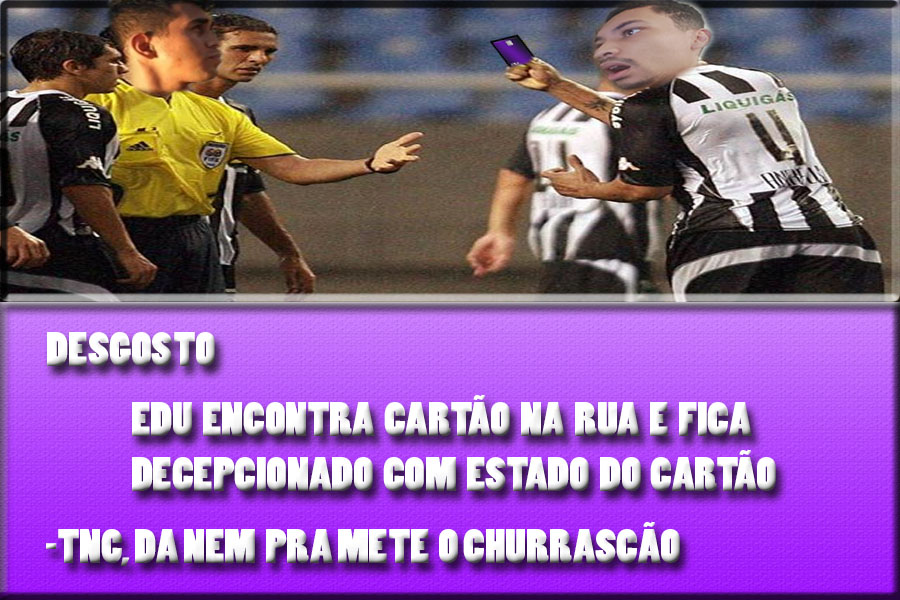 LIQUIGÁS
4
DESGOSTO
EDU ENCONTRA CARTÃO NA RUA E FICA
DECEPCIONADO COM ESTADO DO CARTÃO
-TNC, DA NEM PRA METE O CHURRASCÃO